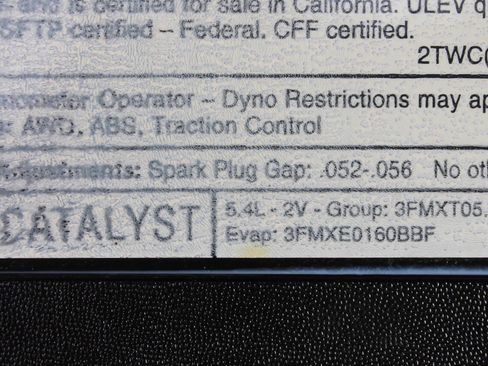 and is certified for sale in California. ULEV q
SFTP certified – Federal. CFF certified.
2TWC(
Operator – Dyno Restrictions may ap
AWD, ABS, Traction Control
Adjustments: Spark Plug Gap: .052-.056 No oth
CATALYST
5.4L - 2V - Group: 3FMXT05.
Evap: 3FMXE0160BBF